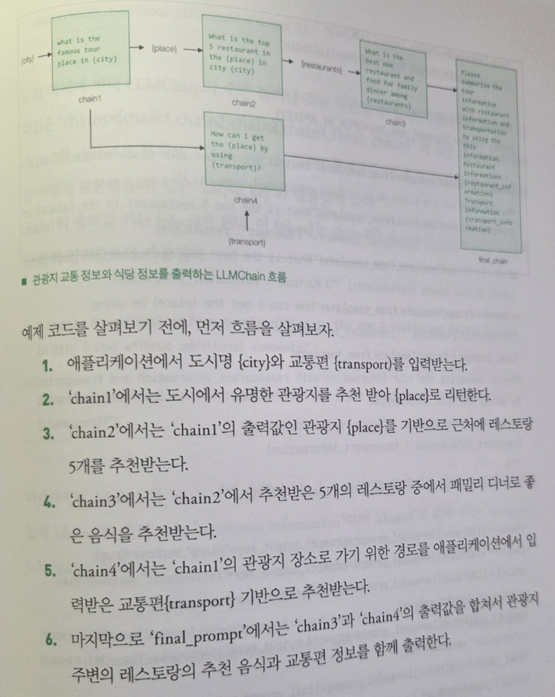 {city}
what is the
famous tour
place in {city}
chain1
{place}
What is the top
5 restaurant in
the {place} in
city {city}
chain2
{restaurants}
What is the
best one
restaurant and
food for family
dinner among
{restaurants}
chain3
Please
summarize the
tour
information
with restaurant
information and
transportation
by using the
this
information.
Restaurant
informations :
{restaurant_inf
ormation}
Transport
information :
{transport_info
rmation}
final_chain
How can I get
the {place} by
using
{transport}?
chain4
{transport}
■ 관광지 교통 정보와 식당 정보를 출력하는 LLMChain 흐름
예제 코드를 살펴보기 전에, 먼저 흐름을 살펴보자.
1. 애플리케이션에서 도시명 {city}와 교통편 {transport)를 입력받는다.
2. ‘chain1’에서는 도시에서 유명한 관광지를 추천 받아 {place}로 리턴한다.
3. ‘chain2’에서는 ‘chain1’의 출력값인 관광지 {place}를 기반으로 근처에 레스토랑
5개를 추천받는다.
4. ‘chain3’에서는 ‘chain2’에서 추천받은 5개의 레스토랑 중에서 패밀리 디너로 좋
은 음식을 추천받는다.
5. ‘chain4’에서는 ‘chain1’의 관광지 장소로 가기 위한 경로를 애플리케이션에서 입
력받은 교통편{transport} 기반으로 추천받는다.
6. 마지막으로 ‘final_prompt’에서는 ‘chain3’과 ‘chain4’의 출력값을 합쳐서 관광지
주변의 레스토랑의 추천 음식과 교통편 정보를 함께 출력한다.